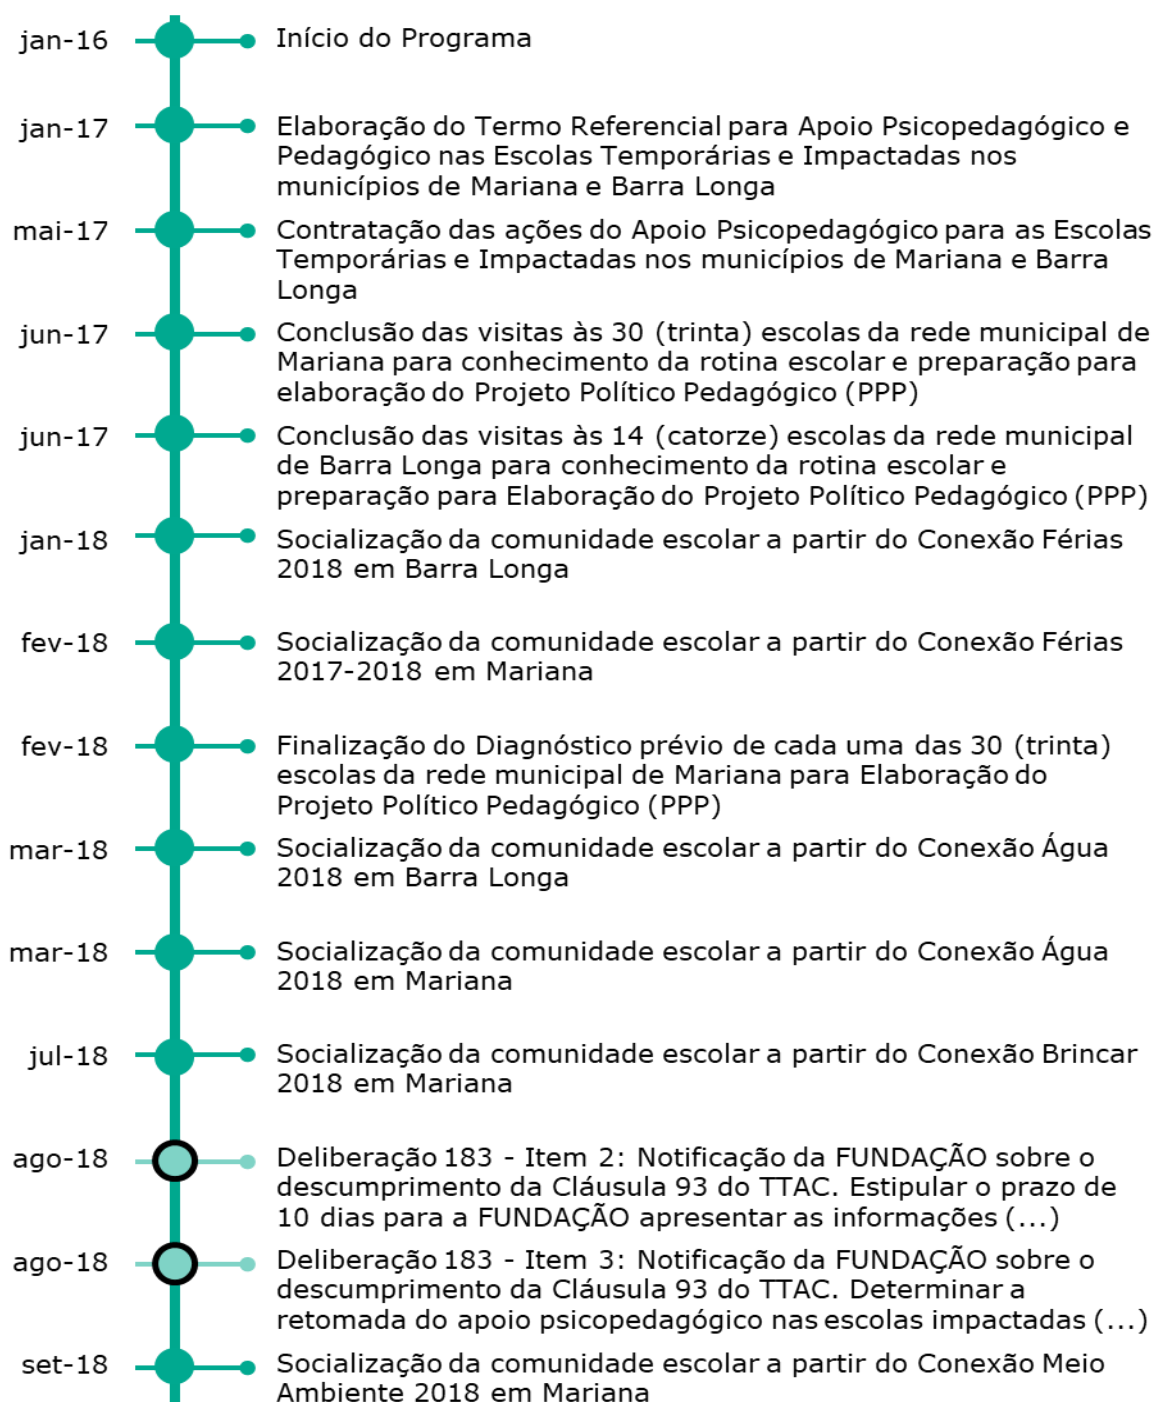 jan-16 Início do Programa
jan-17 Elaboração do Termo Referencial para Apoio Psicopedagógico e
Pedagógico nas Escolas Temporárias e Impactadas nos
municípios de Mariana e Barra Longa
mai-17 Contratação das ações do Apoio Psicopedagógico para as Escolas
Temporárias e Impactadas nos municípios de Mariana e Barra
Longa
jun-17 Conclusão das visitas às 30 (trinta) escolas da rede municipal de
Mariana para conhecimento da rotina escolar e preparação para
elaboração do Projeto Político Pedagógico (PPP)
jun-17 Conclusão das visitas às 14 (catorze) escolas da rede municipal
de Barra Longa para conhecimento da rotina escolar e
preparação para Elaboração do Projeto Político Pedagógico (PPP)
jan-18 Socialização da comunidade escolar a partir do Conexão Férias
2018 em Barra Longa
fev-18 Socialização da comunidade escolar a partir do Conexão Férias
2017-2018 em Mariana
fev-18 Finalização do Diagnóstico prévio de cada uma das 30 (trinta)
escolas da rede municipal de Mariana para Elaboração do
Projeto Político Pedagógico (PPP)
mar-18 Socialização da comunidade escolar a partir do Conexão Água
2018 em Barra Longa
mar-18 Socialização da comunidade escolar a partir do Conexão Água
2018 em Mariana
jul-18 Socialização da comunidade escolar a partir do Conexão Brincar
2018 em Mariana
ago-18 Deliberação 183 - Item 2: Notificação da FUNDAÇÃO sobre o
descumprimento da Cláusula 93 do TTAC. Estipular o prazo de
10 dias para a FUNDAÇÃO apresentar as informações (...)
ago-18 Deliberação 183 - Item 3: Notificação da FUNDAÇÃO sobre o
descumprimento da Cláusula 93 do TTAC. Determinar a
retomada do apoio psicopedagógico nas escolas impactadas (...)
set-18 Socialização da comunidade escolar a partir do Conexão Meio
Ambiente 2018 em Mariana